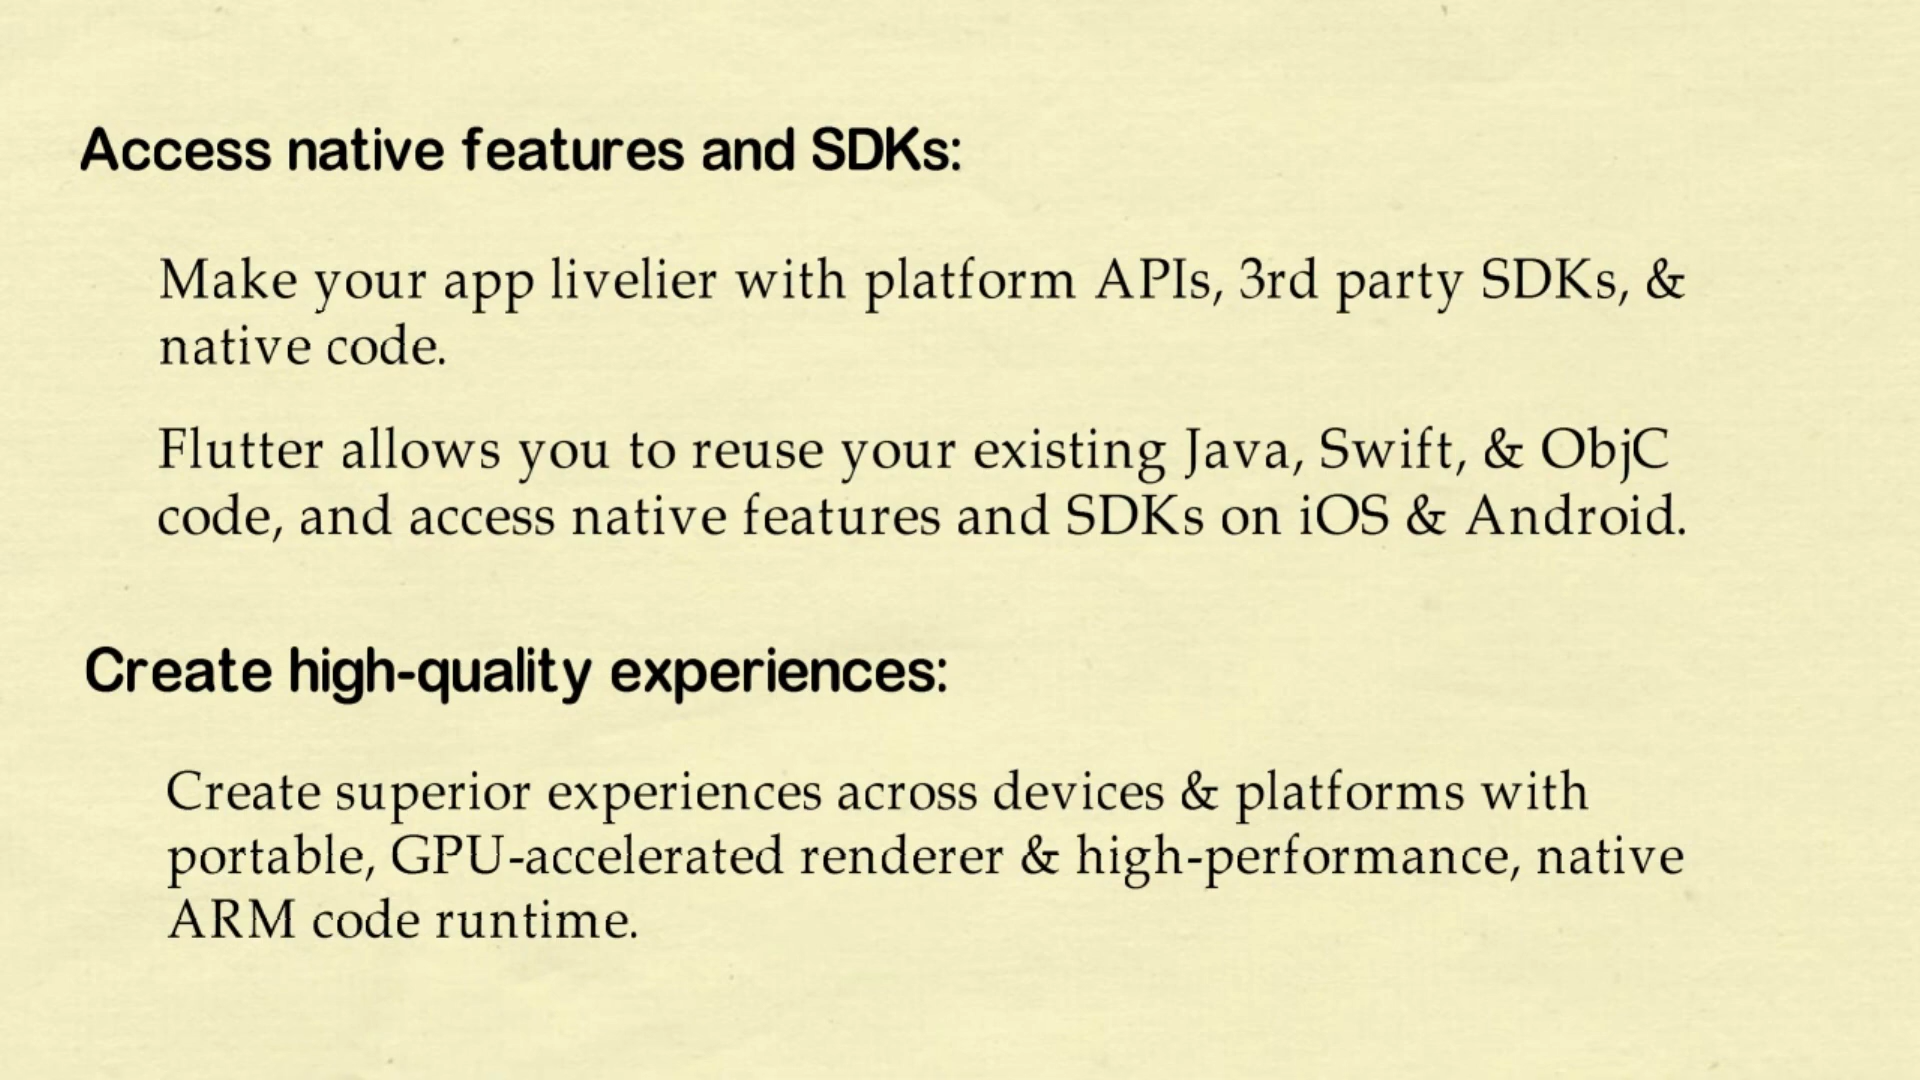 Access native features and SDKs:
Make your app livelier with platform APIs, 3rd party SDKs, &
native code.
Flutter allows you to reuse your existing Java, Swift, & ObjC
code, and access native features and SDKs on iOS & Android.
Create high-quality experiences:
Create superior experiences across devices & platforms with
portable, GPU-accelerated renderer & high-performance, native
ARM code runtime.